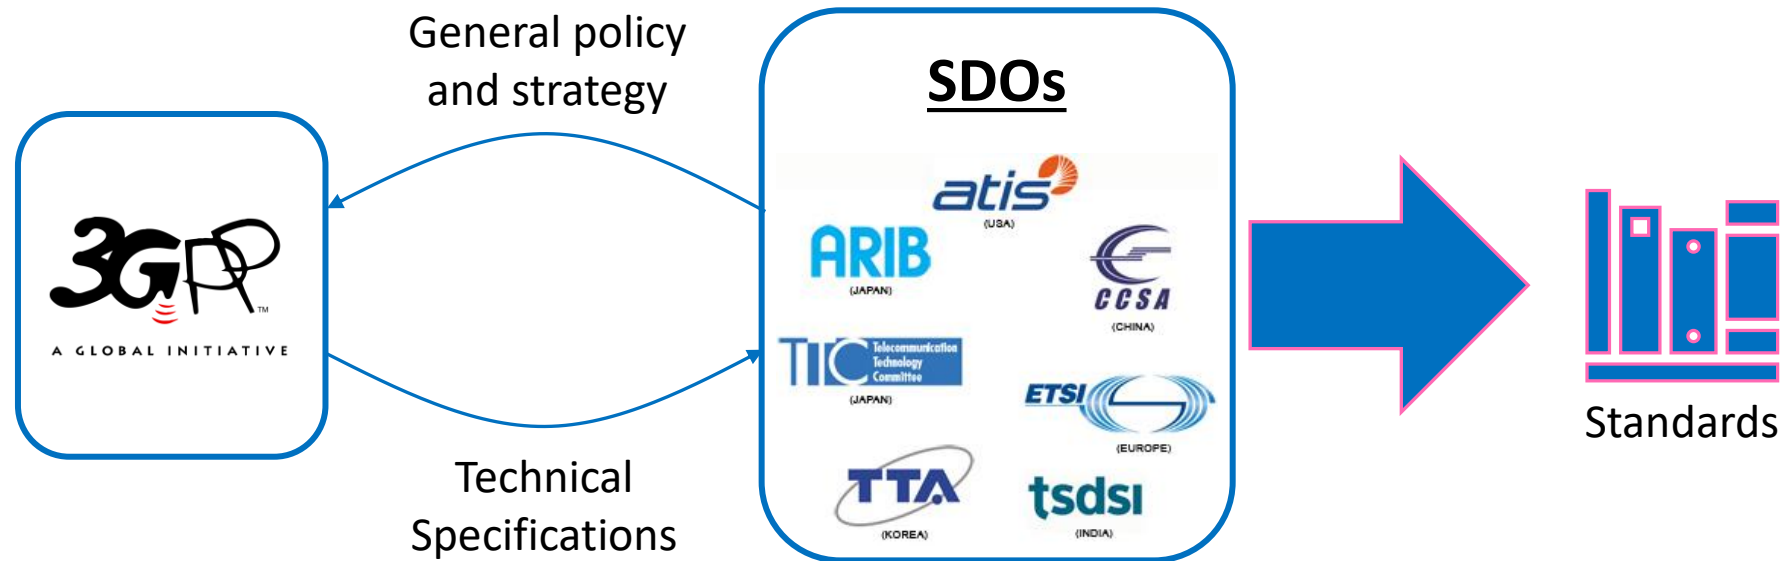 General policy
and strategy
3GPP™
A GLOBAL INITIATIVE
Technical
Specifications
SDOs
atis
(USA)
ARIB
(JAPAN)
CCSA
(CHINA)
TTC Telecommunication
Technology
Committee
(JAPAN)
ETSI
(EUROPE)
TTA
(KOREA)
tsdsi
(INDIA)
Standards